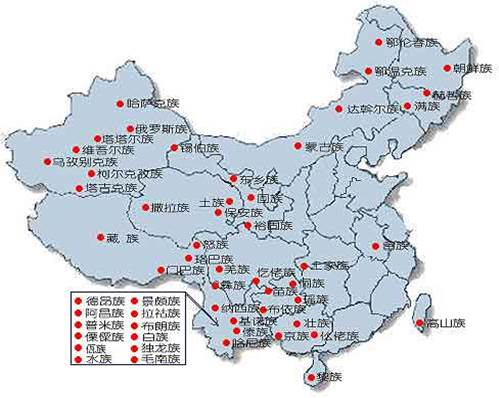 鄂伦春族
朝鲜族
鄂温克族
赫哲族
哈萨克族
达斡尔族
满族
俄罗斯族
塔塔尔族
锡伯族
蒙古族
维吾尔族
乌孜别克族
柯尔克孜族
塔吉克族
东乡族
土族
回族
撒拉族
保安族
裕固族
藏 族
怒族
畲族
珞巴族
门巴族
羌族
土家族
仡佬族
彝族
苗族
侗族
纳西族
布依族
瑶族
基诺族
壮族
高山族
傣族
京族
仫佬族
哈尼族
黎族
德昂族 景颇族
阿昌族 拉祜族
普米族 布朗族
傈僳族 白族
佤族 独龙族
水族 毛南族